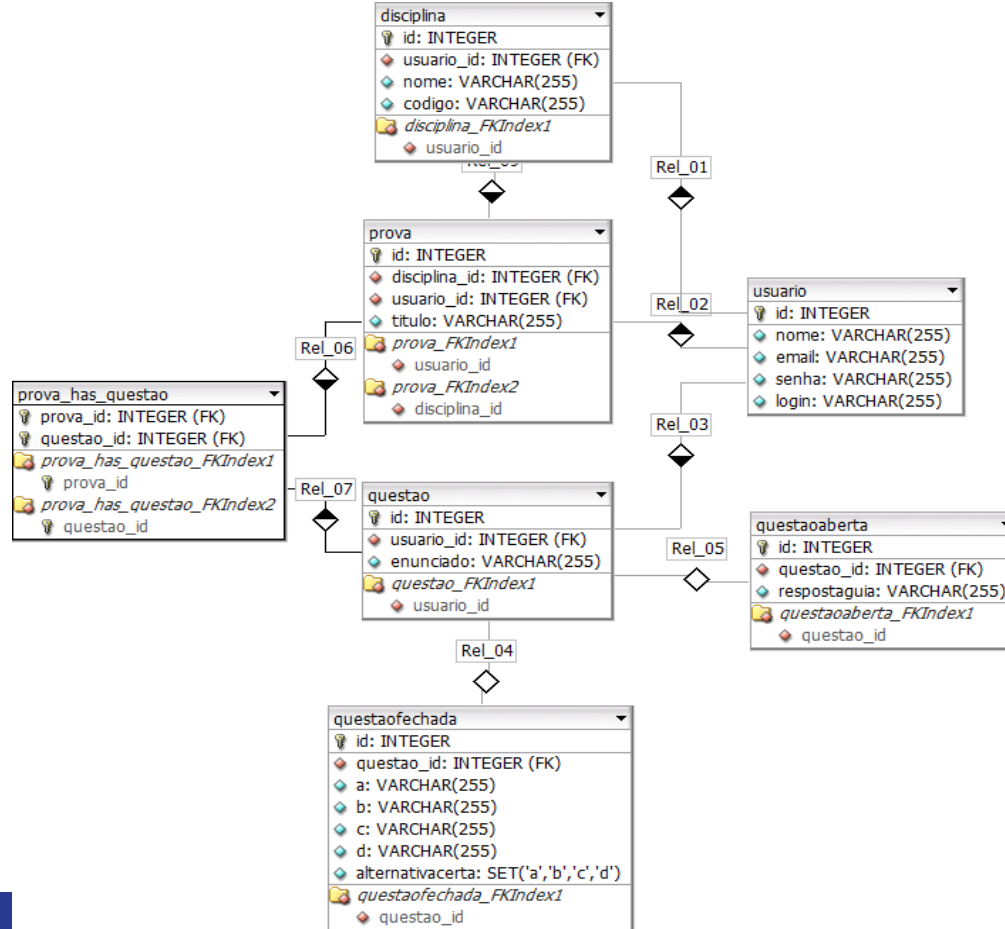 disciplina
id: INTEGER
usuario_id: INTEGER (FK)
nome: VARCHAR(255)
codigo: VARCHAR(255)
disciplina_FKIndex1
usuario_id
Rel_01
prova
id: INTEGER
disciplina_id: INTEGER (FK)
usuario_id: INTEGER (FK)
titulo: VARCHAR(255)
prova_FKIndex1
usuario_id
prova_FKIndex2
disciplina_id
Rel_02
usuario
id: INTEGER
nome: VARCHAR(255)
email: VARCHAR(255)
senha: VARCHAR(255)
login: VARCHAR(255)
Rel_06
prova_has_questao
prova_id: INTEGER (FK)
questao_id: INTEGER (FK)
prova_has_questao_FKIndex1
prova_id
prova_has_questao_FKIndex2
questao_id
Rel_03
Rel_07
questao
id: INTEGER
usuario_id: INTEGER (FK)
enunciado: VARCHAR(255)
questao_FKIndex1
usuario_id
Rel_05
questaoaberta
id: INTEGER
questao_id: INTEGER (FK)
respostaguia: VARCHAR(255)
questaoaberta_FKIndex1
questao_id
Rel_04
questaofechada
id: INTEGER
questao_id: INTEGER (FK)
a: VARCHAR(255)
b: VARCHAR(255)
c: VARCHAR(255)
d: VARCHAR(255)
alternativacerta: SET('a','b','c','d')
questaofechada_FKIndex1
questao_id